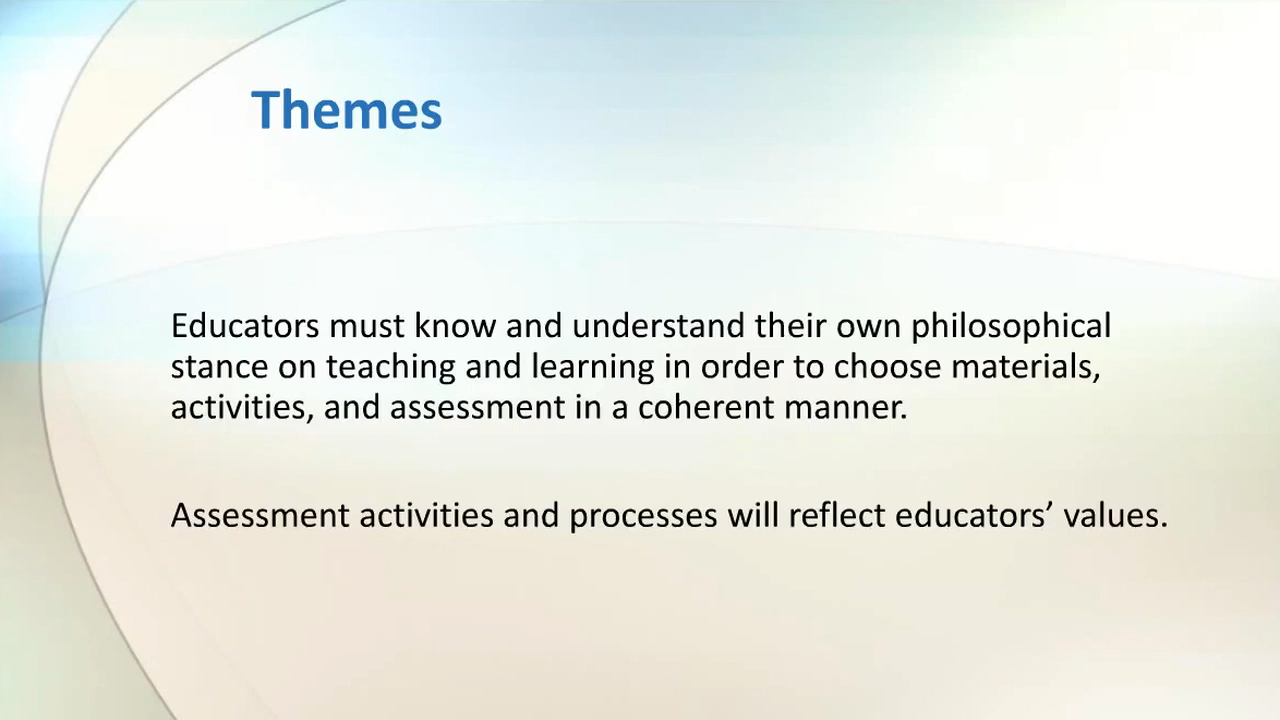 Themes
Educators must know and understand their own philosophical
stance on teaching and learning in order to choose materials,
activities, and assessment in a coherent manner.
Assessment activities and processes will reflect educators’ values.